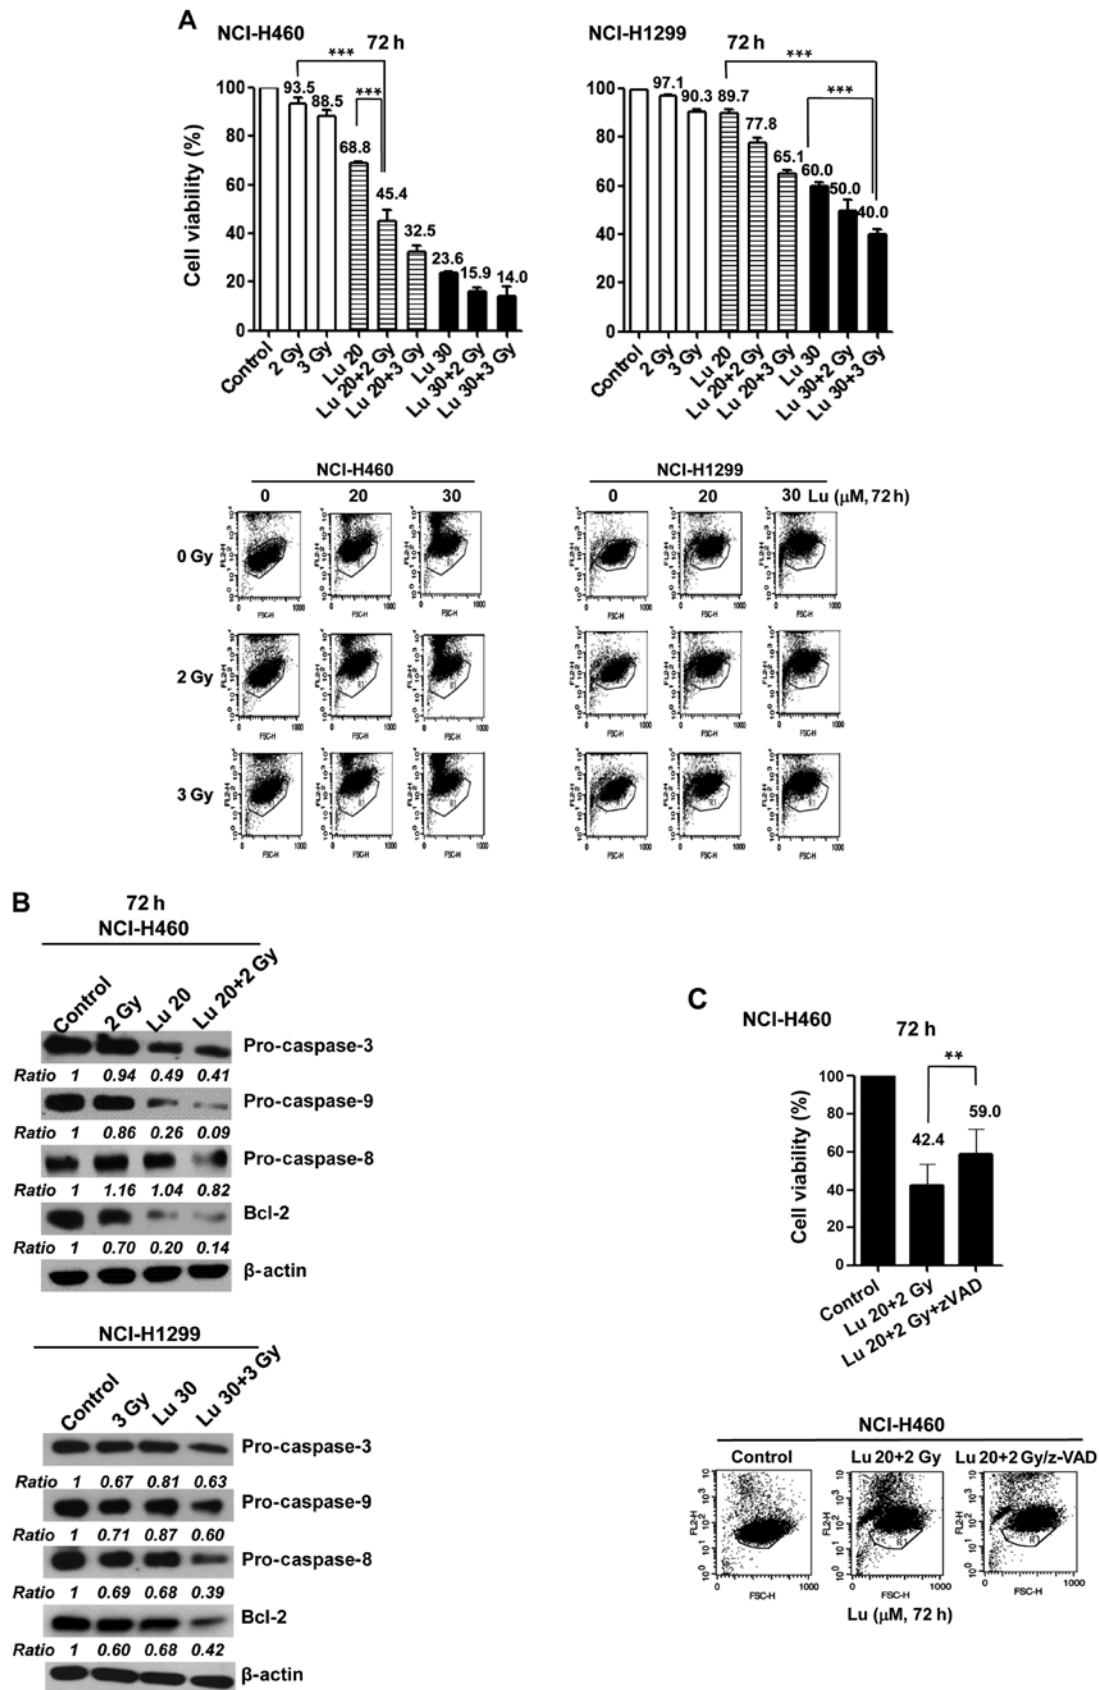 A
NCI-H460
72 h
***
***
93.5
88.5
68.8
45.4
32.5
23.6
15.9
14.0
Cell viability (%)
100
80
60
40
20
0
Control
2 Gy
3 Gy
Lu 20
Lu 20+2 Gy
Lu 20+3 Gy
Lu 30
Lu 30+2 Gy
Lu 30+3 Gy
NCI-H1299
72 h
***
***
97.1
90.3
89.7
77.8
65.1
60.0
50.0
40.0
100
80
60
40
20
0
Control
2 Gy
3 Gy
Lu 20
Lu 20+2 Gy
Lu 20+3 Gy
Lu 30
Lu 30+2 Gy
Lu 30+3 Gy
NCI-H460
0 20 30
NCI-H1299
0 20 30 Lu (μM, 72 h)
0 Gy
2 Gy
3 Gy
B
72 h
NCI-H460
Control
2 Gy
Lu 20
Lu 20+2 Gy
Pro-caspase-3
Ratio 1 0.94 0.49 0.41
Pro-caspase-9
Ratio 1 0.86 0.26 0.09
Pro-caspase-8
Ratio 1 1.16 1.04 0.82
Bcl-2
Ratio 1 0.70 0.20 0.14
β-actin
NCI-H1299
Control
3 Gy
Lu 30
Lu 30+3 Gy
Pro-caspase-3
Ratio 1 0.67 0.81 0.63
Pro-caspase-9
Ratio 1 0.71 0.87 0.60
Pro-caspase-8
Ratio 1 0.69 0.68 0.39
Bcl-2
Ratio 1 0.60 0.68 0.42
β-actin
C
NCI-H460
72 h
**
42.4
59.0
Cell viability (%)
100
80
60
40
20
0
Control
Lu 20+2 Gy
Lu 20+2 Gy+zVAD
NCI-H460
Control Lu 20+2 Gy Lu 20+2 Gy/z-VAD
FL2-H
FSC-H
0 1000
FL2-H
FSC-H
0 1000
FL2-H
FSC-H
0 1000
Lu (μM, 72 h)